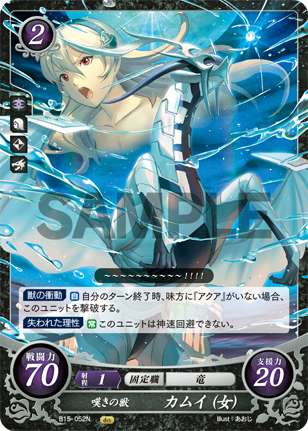 2
SAMPLE
～～～～～～～～～～!!!!
獣の衝動 自 自分のターン終了時、味方に『アクア』がいない場合、
このユニットを撃破する。
失われた理性 常 このユニットは神速回避できない。
戦闘力
70
射程 1 固定職 竜
支援力
20
嘆きの獣 カムイ(女)
B15-052N Illust:あおじ